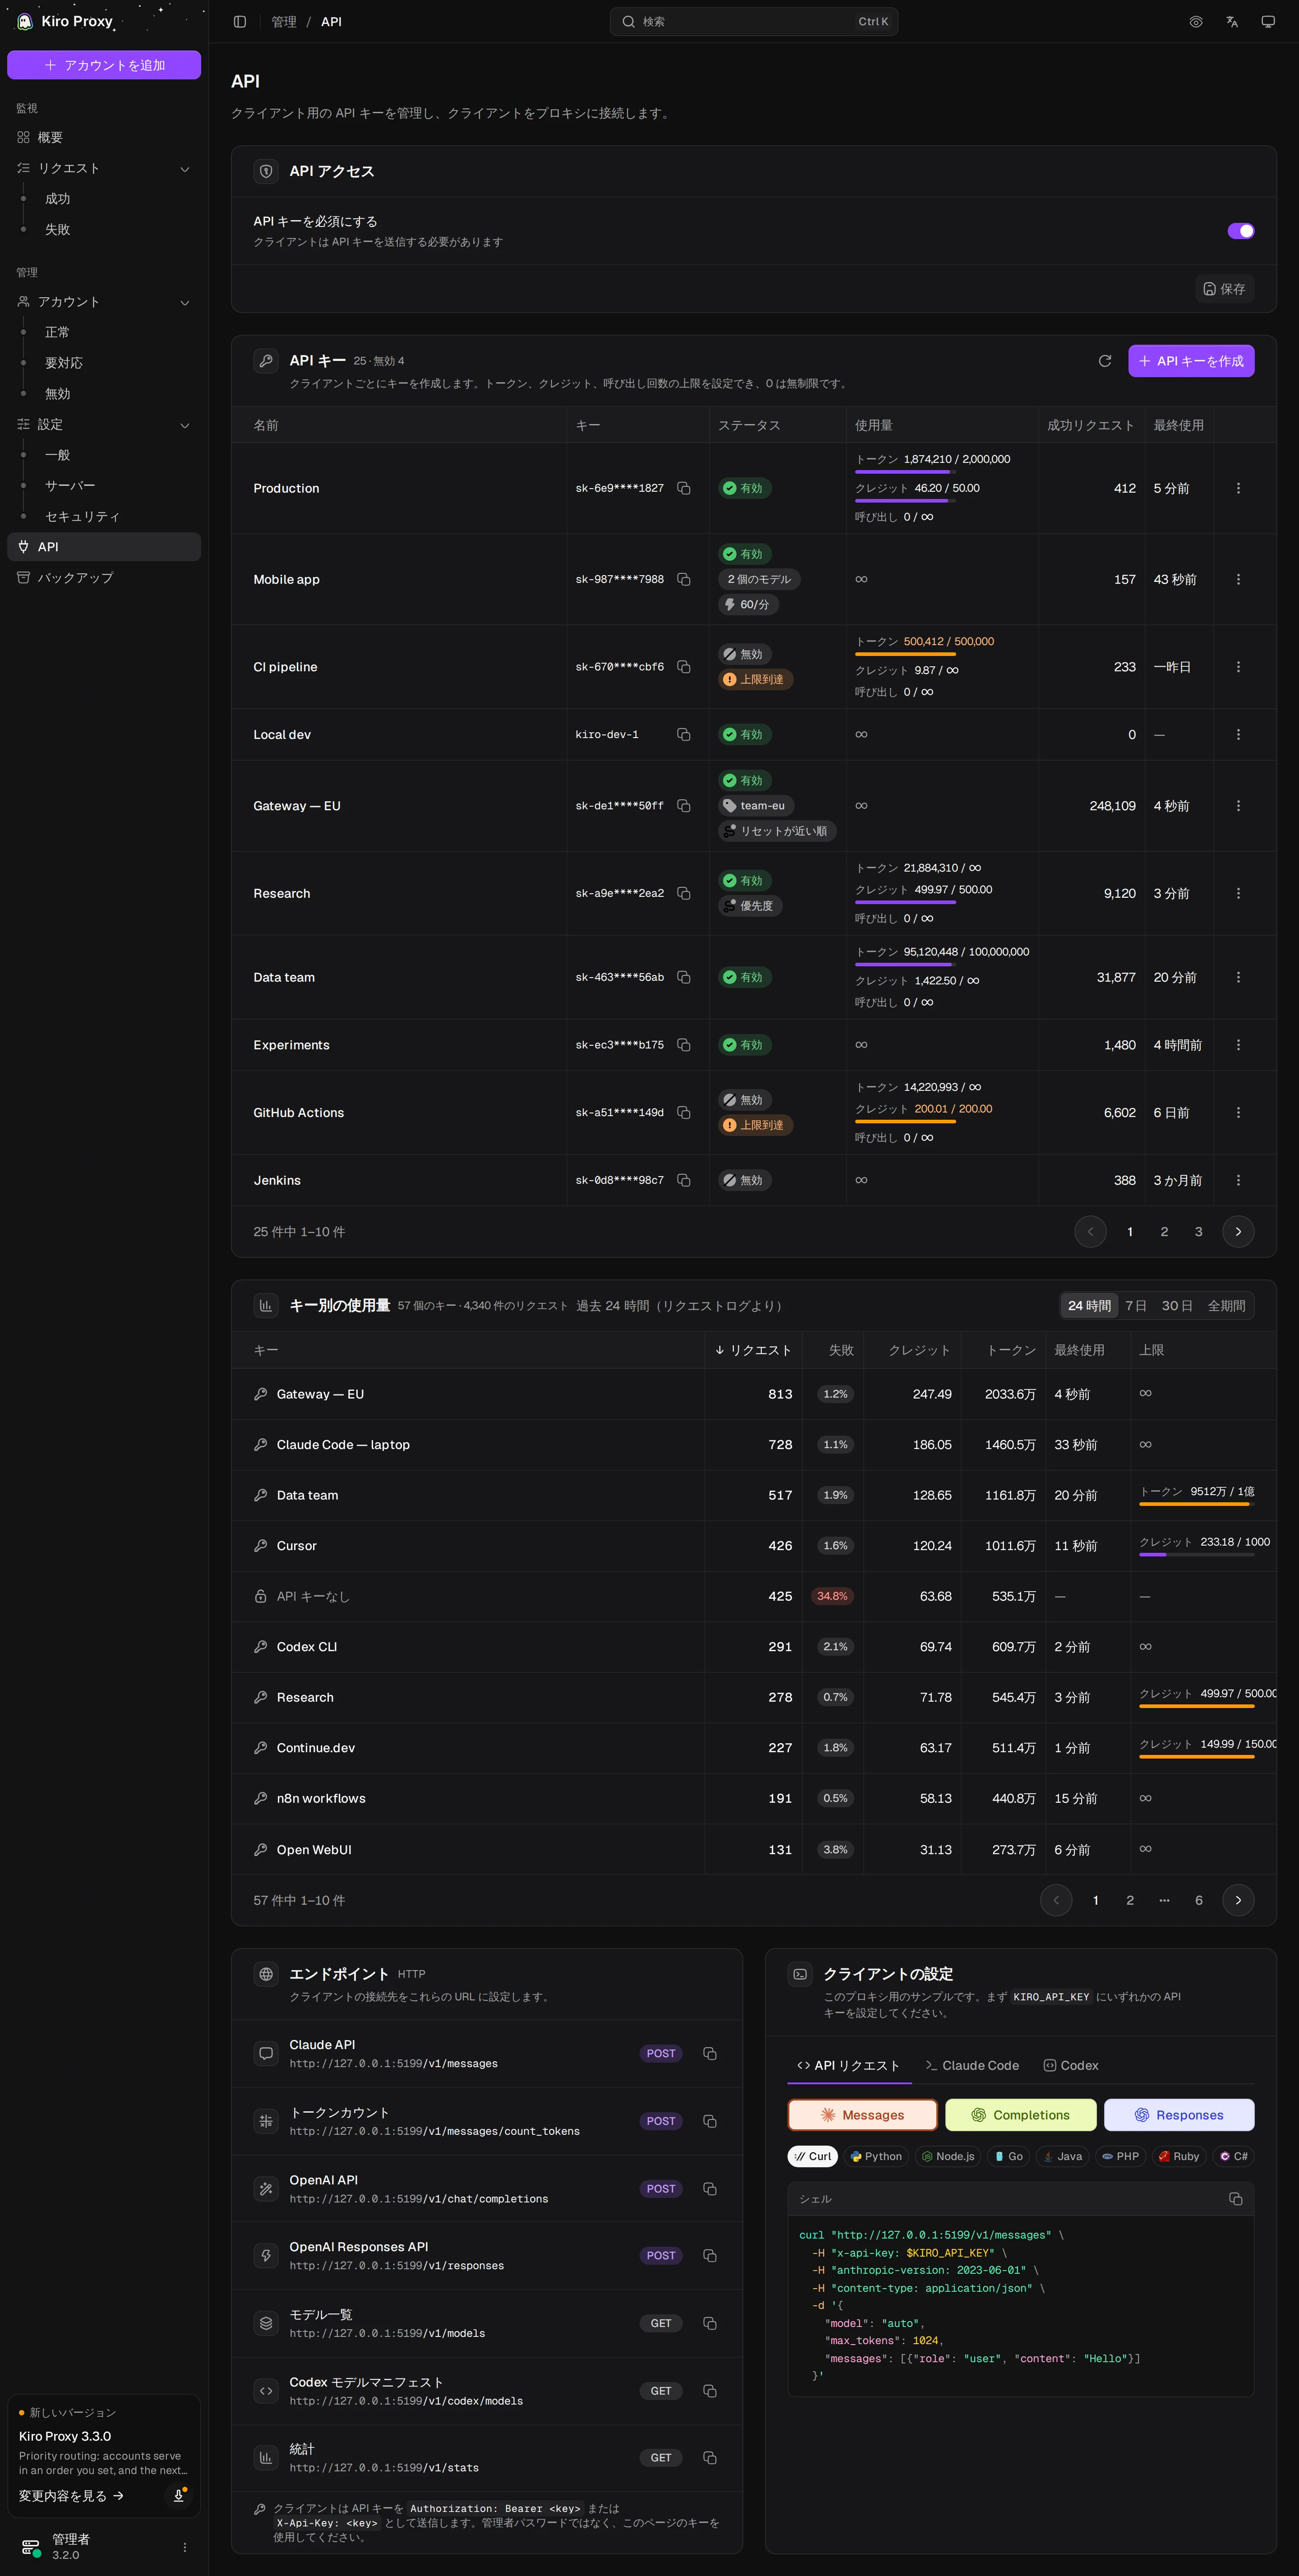 Kiro Proxy
アカウントを追加
監視
概要
リクエスト
成功
失敗
管理
アカウント
正常
要対応
無効
設定
一般
サーバー
セキュリティ
API
バックアップ
新しいバージョン
Kiro Proxy 3.3.0
Priority routing: accounts serve
in an order you set, and the next...
変更内容を見る →
管理者
3.2.0
管理 / API
検索 Ctrl K
API
クライアント用の API キーを管理し、クライアントをプロキシに接続します。
API アクセス
API キーを必須にする
クライアントは API キーを送信する必要があります
保存
API キー 25 · 無効 4
クライアントごとにキーを作成します。トークン、クレジット、呼び出し回数の上限を設定でき、0 は無制限です。
API キーを作成
名前 キー ステータス 使用量 成功リクエスト 最終使用
Production sk-6e9****1827 有効 412 5 分前
トークン 1,874,210 / 2,000,000
クレジット 46.20 / 50.00
呼び出し 0 / ∞
Mobile app sk-987****7988 有効 ∞ 157 43 秒前
2 個のモデル
60/分
CI pipeline sk-670****cbf6 無効 233 一昨日
上限到達
トークン 500,412 / 500,000
クレジット 9.87 / ∞
呼び出し 0 / ∞
Local dev kiro-dev-1 有効 ∞ 0 —
Gateway — EU sk-de1****50ff 有効 ∞ 248,109 4 秒前
team-eu
リセットが近い順
Research sk-a9e****2ea2 有効 9,120 3 分前
優先度
トークン 21,884,310 / ∞
クレジット 499.97 / 500.00
呼び出し 0 / ∞
Data team sk-463****56ab 有効 31,877 20 分前
トークン 95,120,448 / 100,000,000
クレジット 1,422.50 / ∞
呼び出し 0 / ∞
Experiments sk-ec3****b175 有効 ∞ 1,480 4 時間前
GitHub Actions sk-a51****149d 無効 6,602 6 日前
上限到達
トークン 14,220,993 / ∞
クレジット 200.01 / 200.00
呼び出し 0 / ∞
Jenkins sk-0d8****98c7 無効 ∞ 388 3 か月前
25 件中 1–10 件 1 2 3
キー別の使用量 57 個のキー · 4,340 件のリクエスト 過去 24 時間（リクエストログより）
24 時間 7 日 30 日 全期間
キー ↓ リクエスト 失敗 クレジット トークン 最終使用 上限
Gateway — EU 813 1.2% 247.49 2033.6万 4 秒前 ∞
Claude Code — laptop 728 1.1% 186.05 1460.5万 33 秒前 ∞
Data team 517 1.9% 128.65 1161.8万 20 分前 トークン 9512万 / 1億
Cursor 426 1.6% 120.24 1011.6万 11 秒前 クレジット 233.18 / 1000
API キーなし 425 34.8% 63.68 535.1万 — —
Codex CLI 291 2.1% 69.74 609.7万 2 分前 ∞
Research 278 0.7% 71.78 545.4万 3 分前 クレジット 499.97 / 500.00
Continue.dev 227 1.8% 63.17 511.4万 1 分前 クレジット 149.99 / 150.00
n8n workflows 191 0.5% 58.13 440.8万 15 分前 ∞
Open WebUI 131 3.8% 31.13 273.7万 6 分前 ∞
57 件中 1–10 件 1 2 ··· 6
エンドポイント HTTP
クライアントの接続先をこれらの URL に設定します。
Claude API
http://127.0.0.1:5199/v1/messages POST
トークンカウント
http://127.0.0.1:5199/v1/messages/count_tokens POST
OpenAI API
http://127.0.0.1:5199/v1/chat/completions POST
OpenAI Responses API
http://127.0.0.1:5199/v1/responses POST
モデル一覧
http://127.0.0.1:5199/v1/models GET
Codex モデルマニフェスト
http://127.0.0.1:5199/v1/codex/models GET
統計
http://127.0.0.1:5199/v1/stats GET
クライアントは API キーを Authorization: Bearer <key> または
X-Api-Key: <key> として送信します。管理者パスワードではなく、このページのキーを
使用してください。
クライアントの設定
このプロキシ用のサンプルです。まず KIRO_API_KEY にいずれかの API
キーを設定してください。
API リクエスト Claude Code Codex
Messages Completions Responses
Curl Python Node.js Go Java PHP Ruby C#
シェル
curl "http://127.0.0.1:5199/v1/messages" \
-H "x-api-key: $KIRO_API_KEY" \
-H "anthropic-version: 2023-06-01" \
-H "content-type: application/json" \
-d '{
"model": "auto",
"max_tokens": 1024,
"messages": [{"role": "user", "content": "Hello"}]
}'